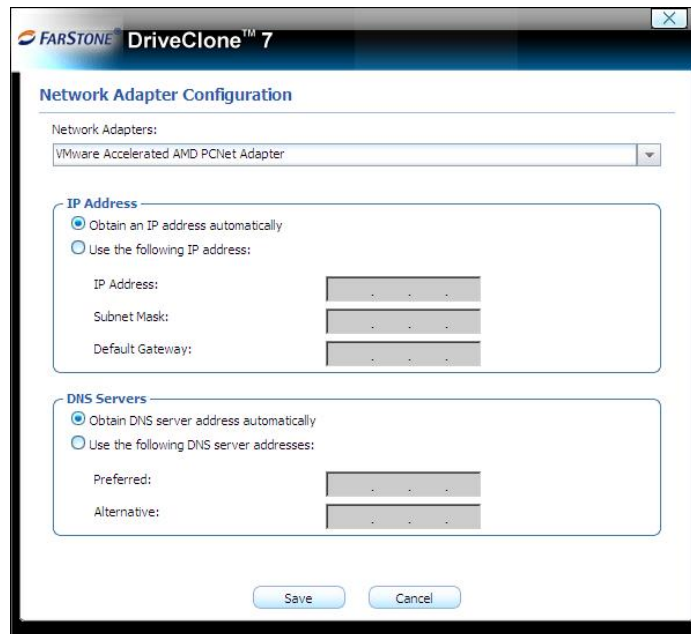 FARSTONE® DriveClone™ 7
Network Adapter Configuration
Network Adapters:
VMware Accelerated AMD PCNet Adapter
IP Address
Obtain an IP address automatically
Use the following IP address:
IP Address: . . .
Subnet Mask: . . .
Default Gateway: . . .
DNS Servers
Obtain DNS server address automatically
Use the following DNS server addresses:
Preferred: . . .
Alternative: . . .
Save Cancel